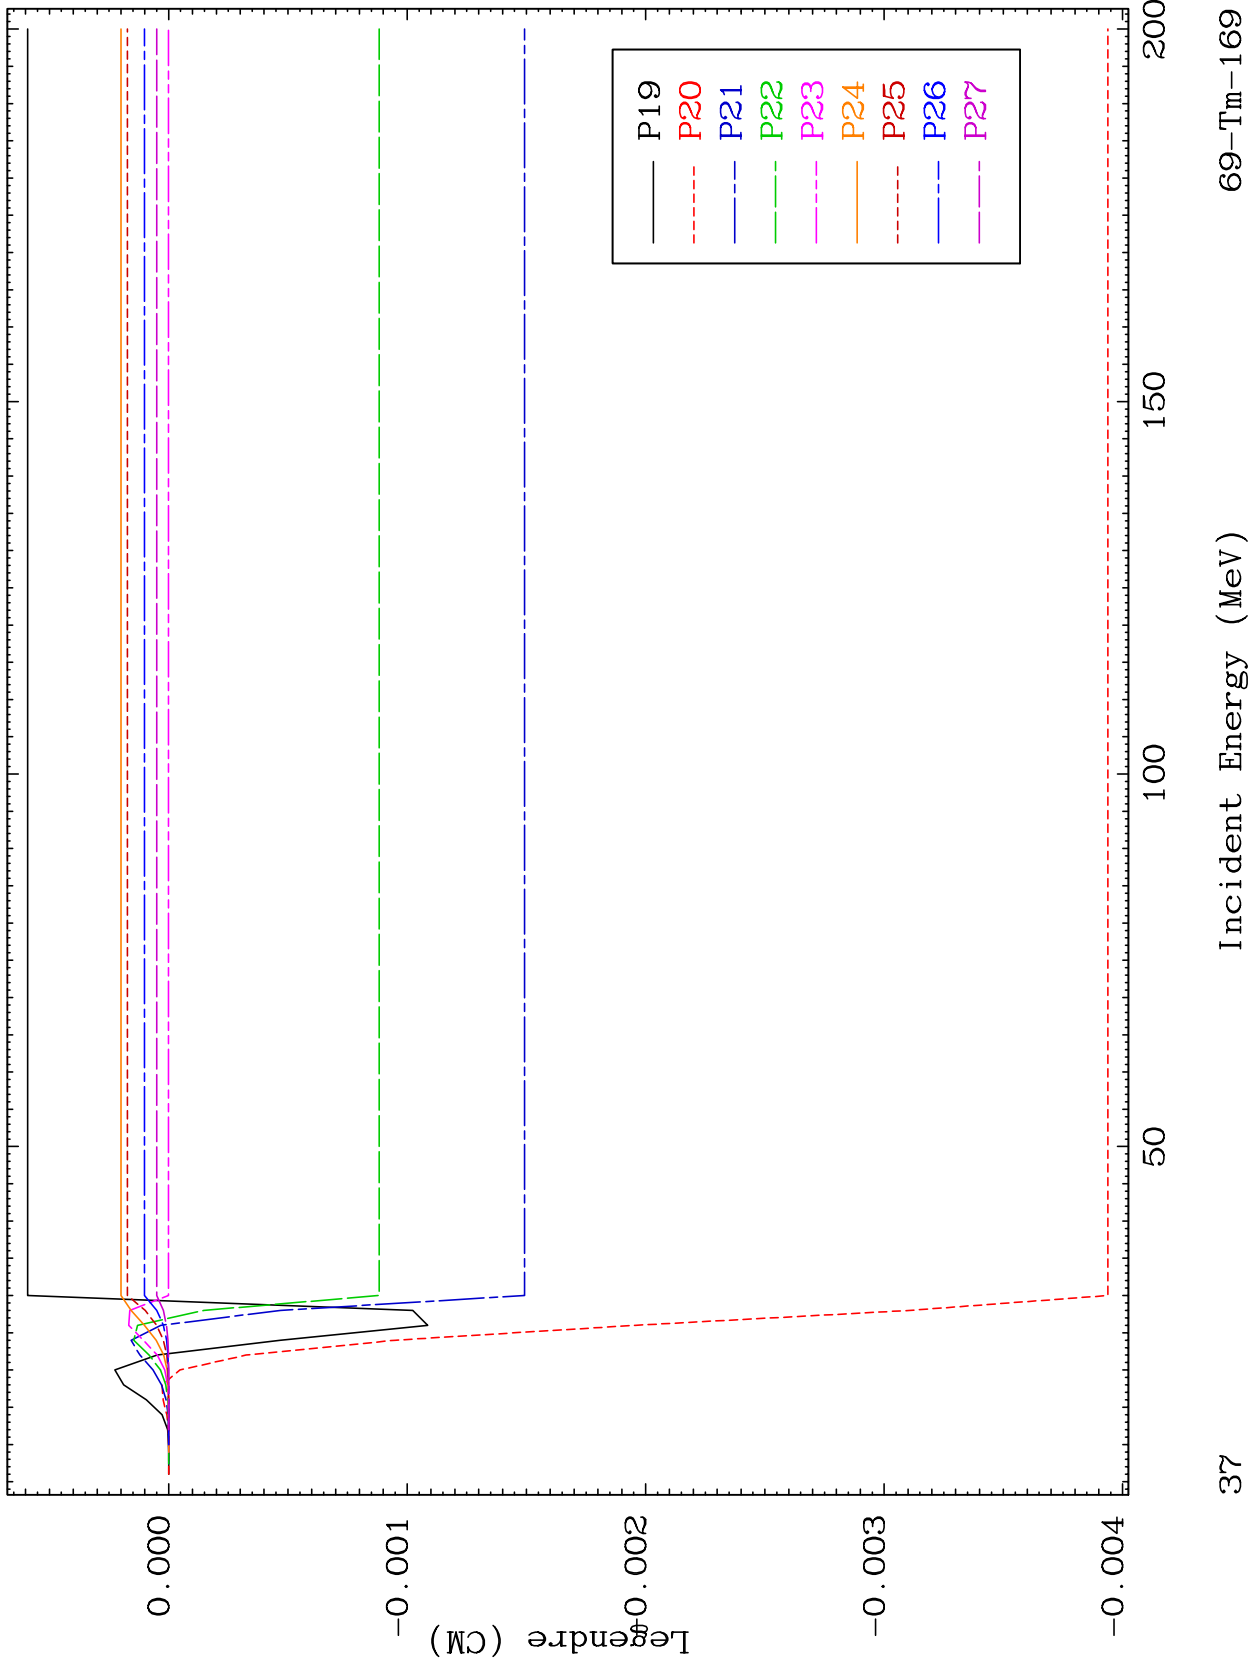 Legendre (CM)
0.000
-0.001
-0.002
-0.003
-0.004
50
100
150
200
P19
P20
P21
P22
P23
P24
P25
P26
P27
37 Incident Energy (MeV) 69-Tm-169